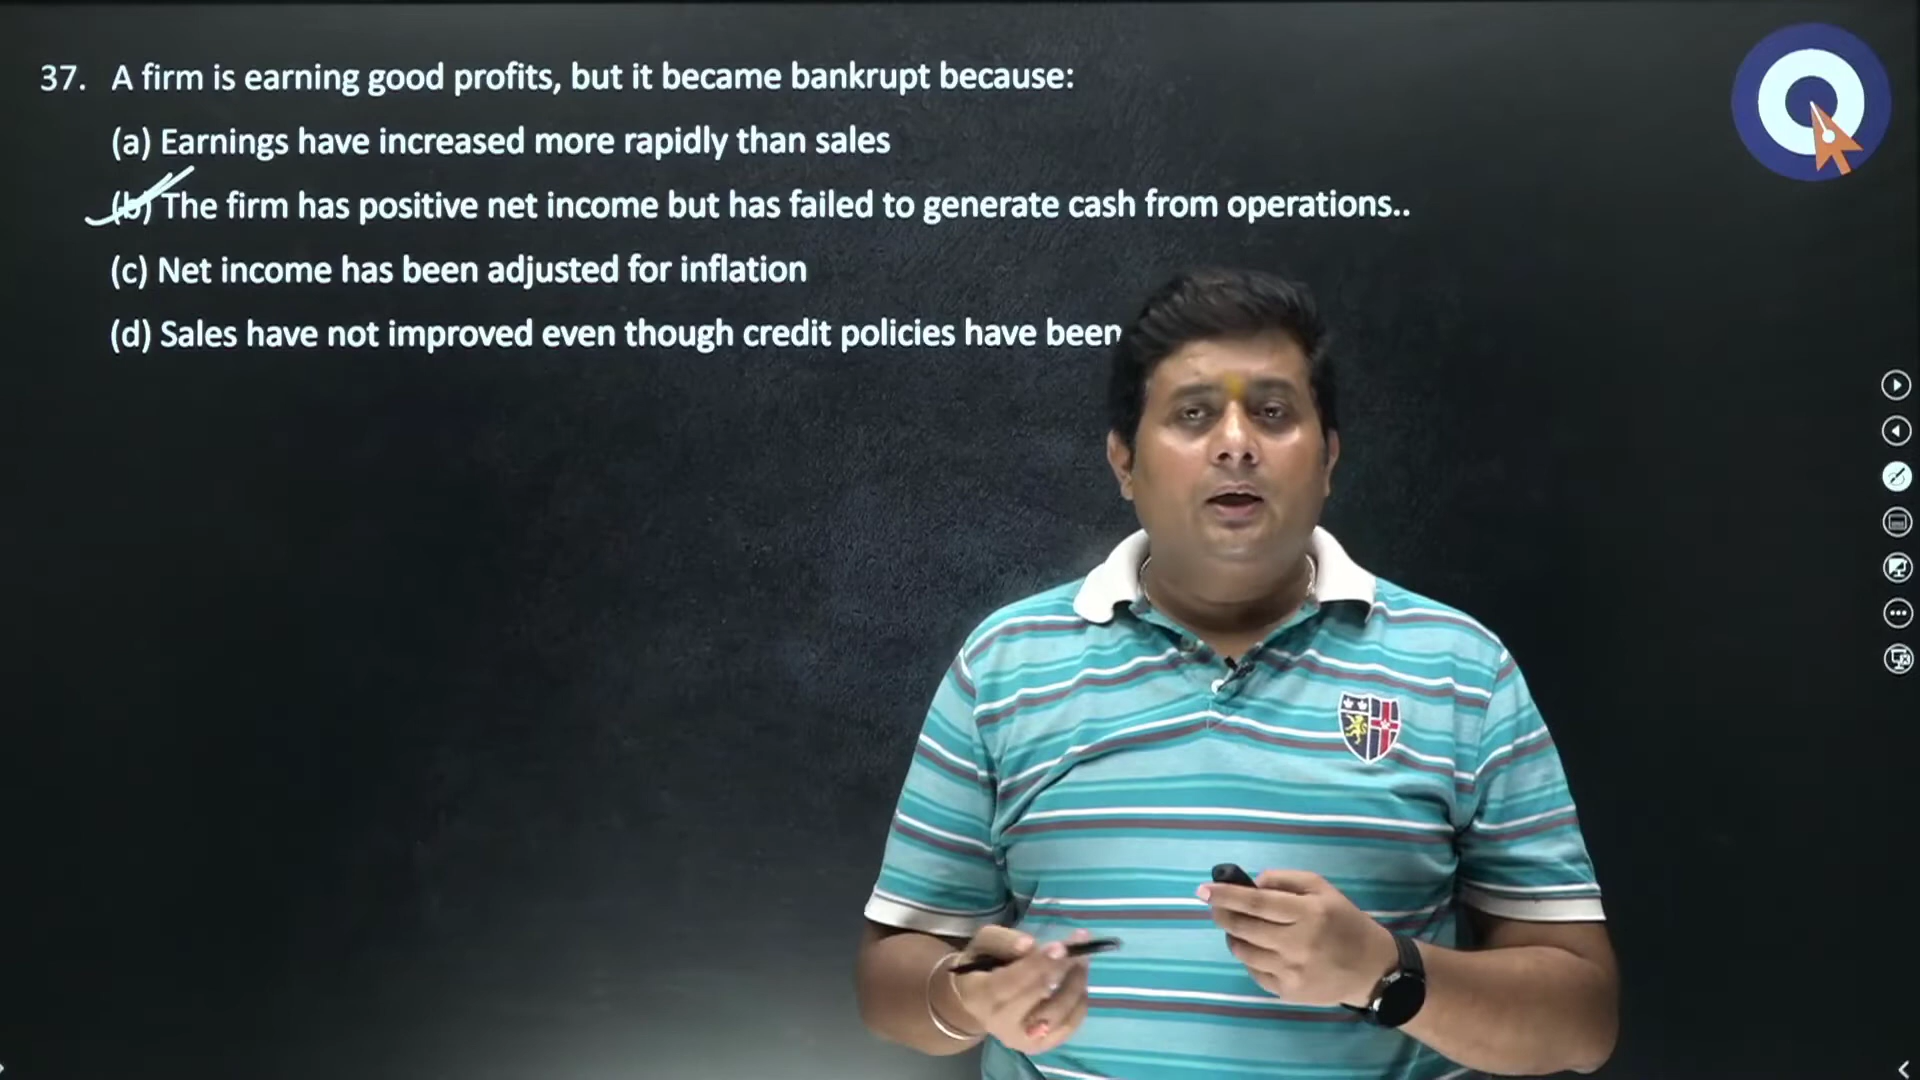 37. A firm is earning good profits, but it became bankrupt because:
(a) Earnings have increased more rapidly than sales
(b) The firm has positive net income but has failed to generate cash from operations..
(c) Net income has been adjusted for inflation
(d) Sales have not improved even though credit policies have been